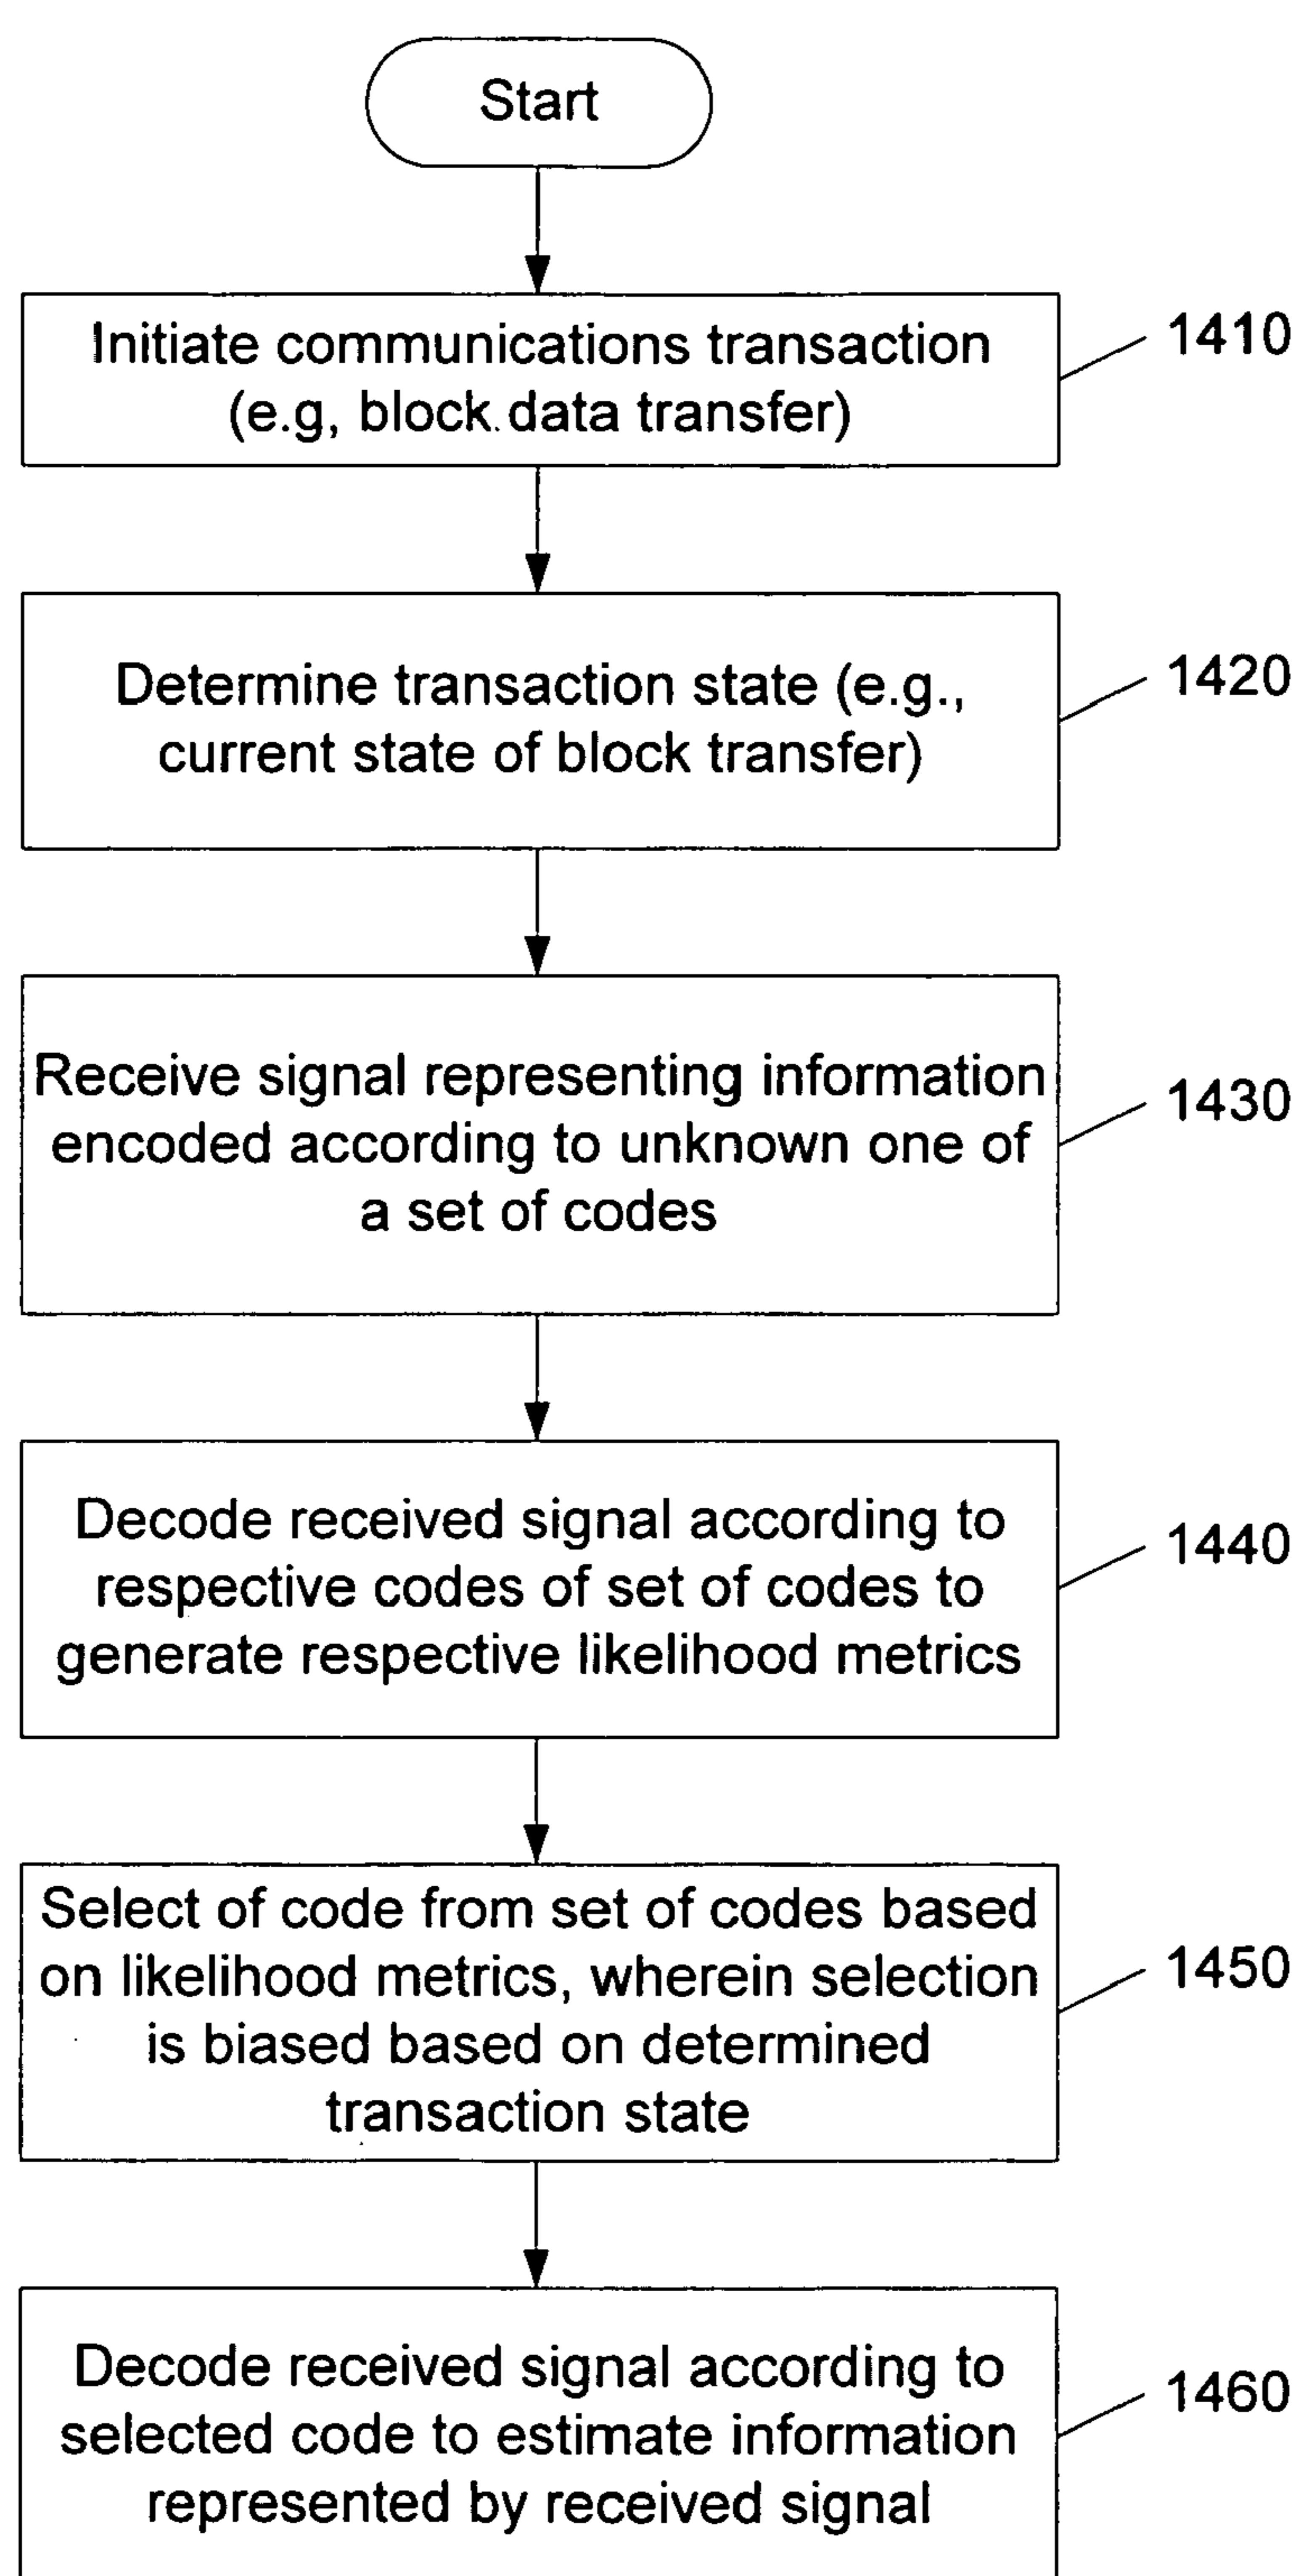 Start
Initiate communications transaction
(e.g, block data transfer)
1410
Determine transaction state (e.g.,
current state of block transfer)
1420
Receive signal representing information
encoded according to unknown one of
a set of codes
1430
Decode received signal according to
respective codes of set of codes to
generate respective likelihood metrics
1440
Select of code from set of codes based
on likelihood metrics, wherein selection
is biased based on determined
transaction state
1450
Decode received signal according to
selected code to estimate information
represented by received signal
1460